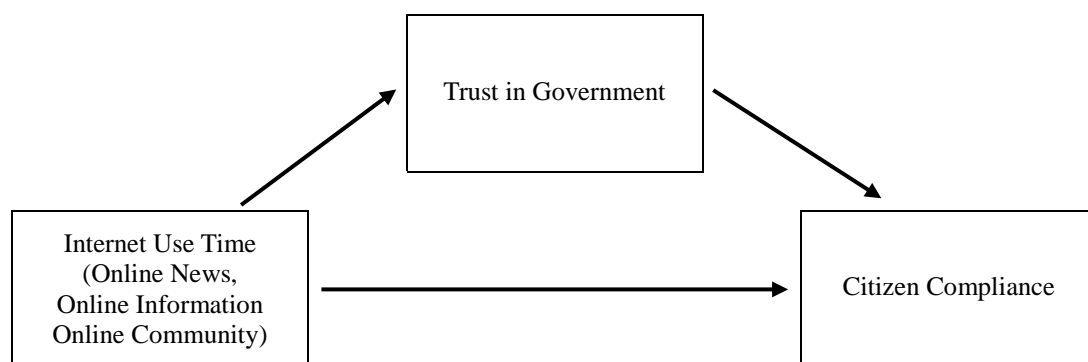 Trust in Government
Internet Use Time
(Online News,
Online Information
Online Community)
Citizen Compliance